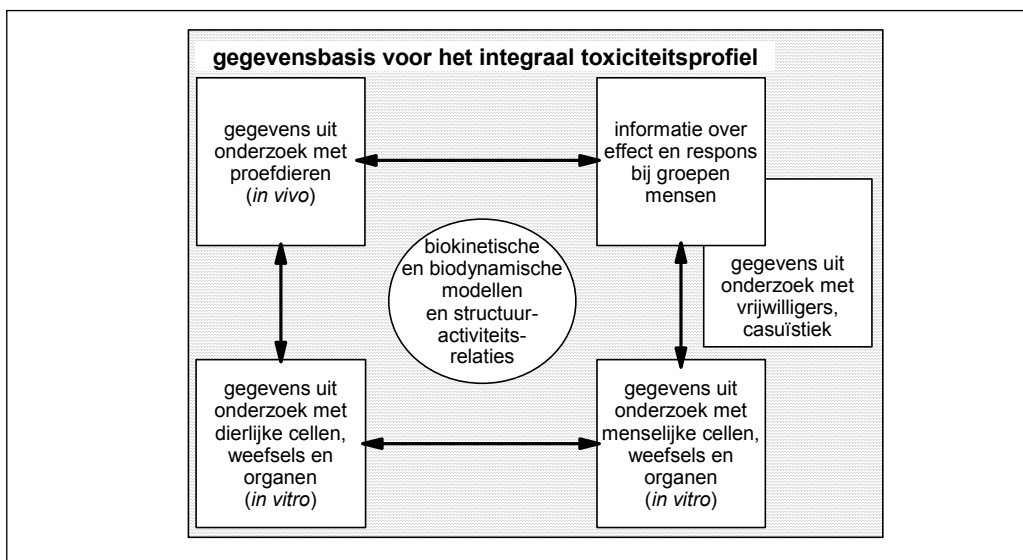 gegevensbasis voor het integraal toxiciteitsprofiel
gegevens uit
onderzoek met
proefdieren
(in vivo)
informatie over
effect en respons
bij groepen
mensen
biokinetische
en biodynamische
modellen
en structuur-
activiteits-
relaties
gegevens uit
onderzoek met
vrijwilligers,
casuïstiek
gegevens uit
onderzoek met
dierlijke cellen,
weefsels en
organen
(in vitro)
gegevens uit
onderzoek met
menselijke cellen,
weefsels en
organen
(in vitro)